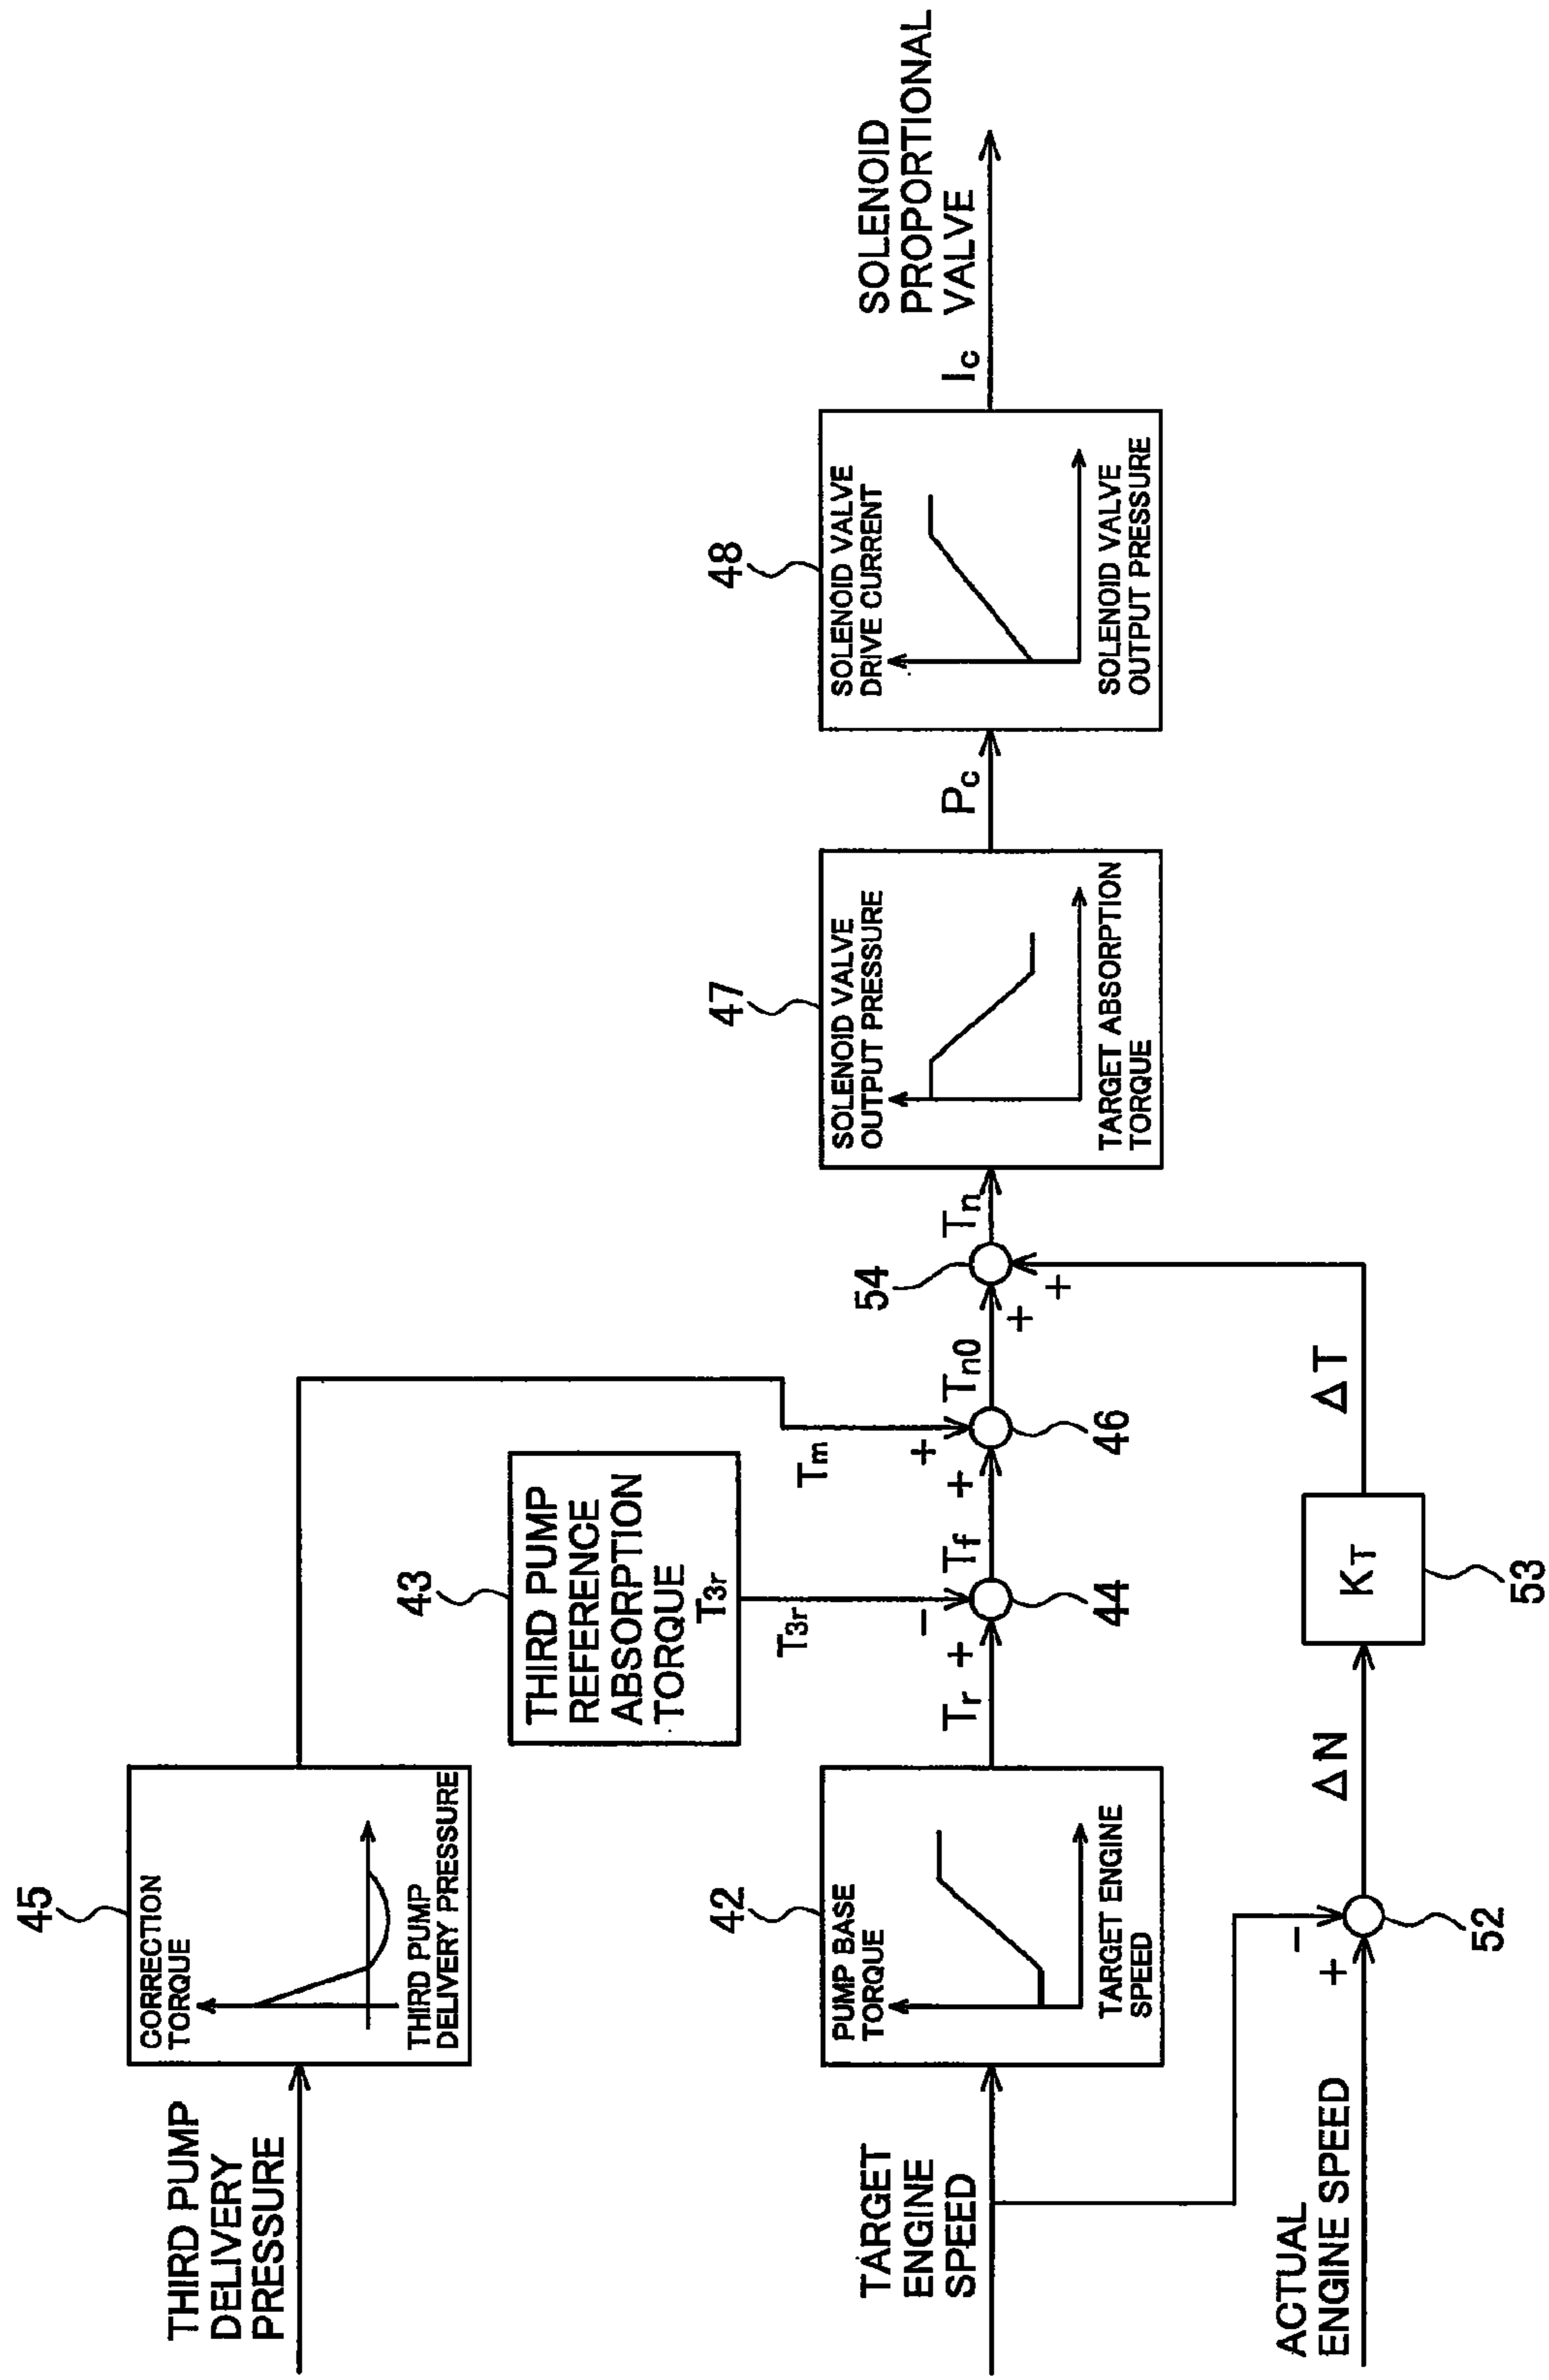 THIRD PUMP
DELIVERY
PRESSURE
45
CORRECTION
TORQUE
THIRD PUMP
DELIVERY PRESSURE
43
THIRD PUMP
REFERENCE
ABSORPTION
TORQUE
T3r
T3r
Tm
TARGET
ENGINE
SPEED
42
PUMP BASE
TORQUE
TARGET ENGINE
SPEED
Tr
+
−
44
Tf
+
+
46
Tn0
+
+
54
Tn
47
SOLENOID VALVE
OUTPUT PRESSURE
TARGET ABSORPTION
TORQUE
Pc
48
SOLENOID VALVE
DRIVE CURRENT
SOLENOID VALVE
OUTPUT PRESSURE
Ic
SOLENOID
PROPORTIONAL
VALVE
ACTUAL
ENGINE SPEED
+
−
52
ΔN
KT
53
ΔT